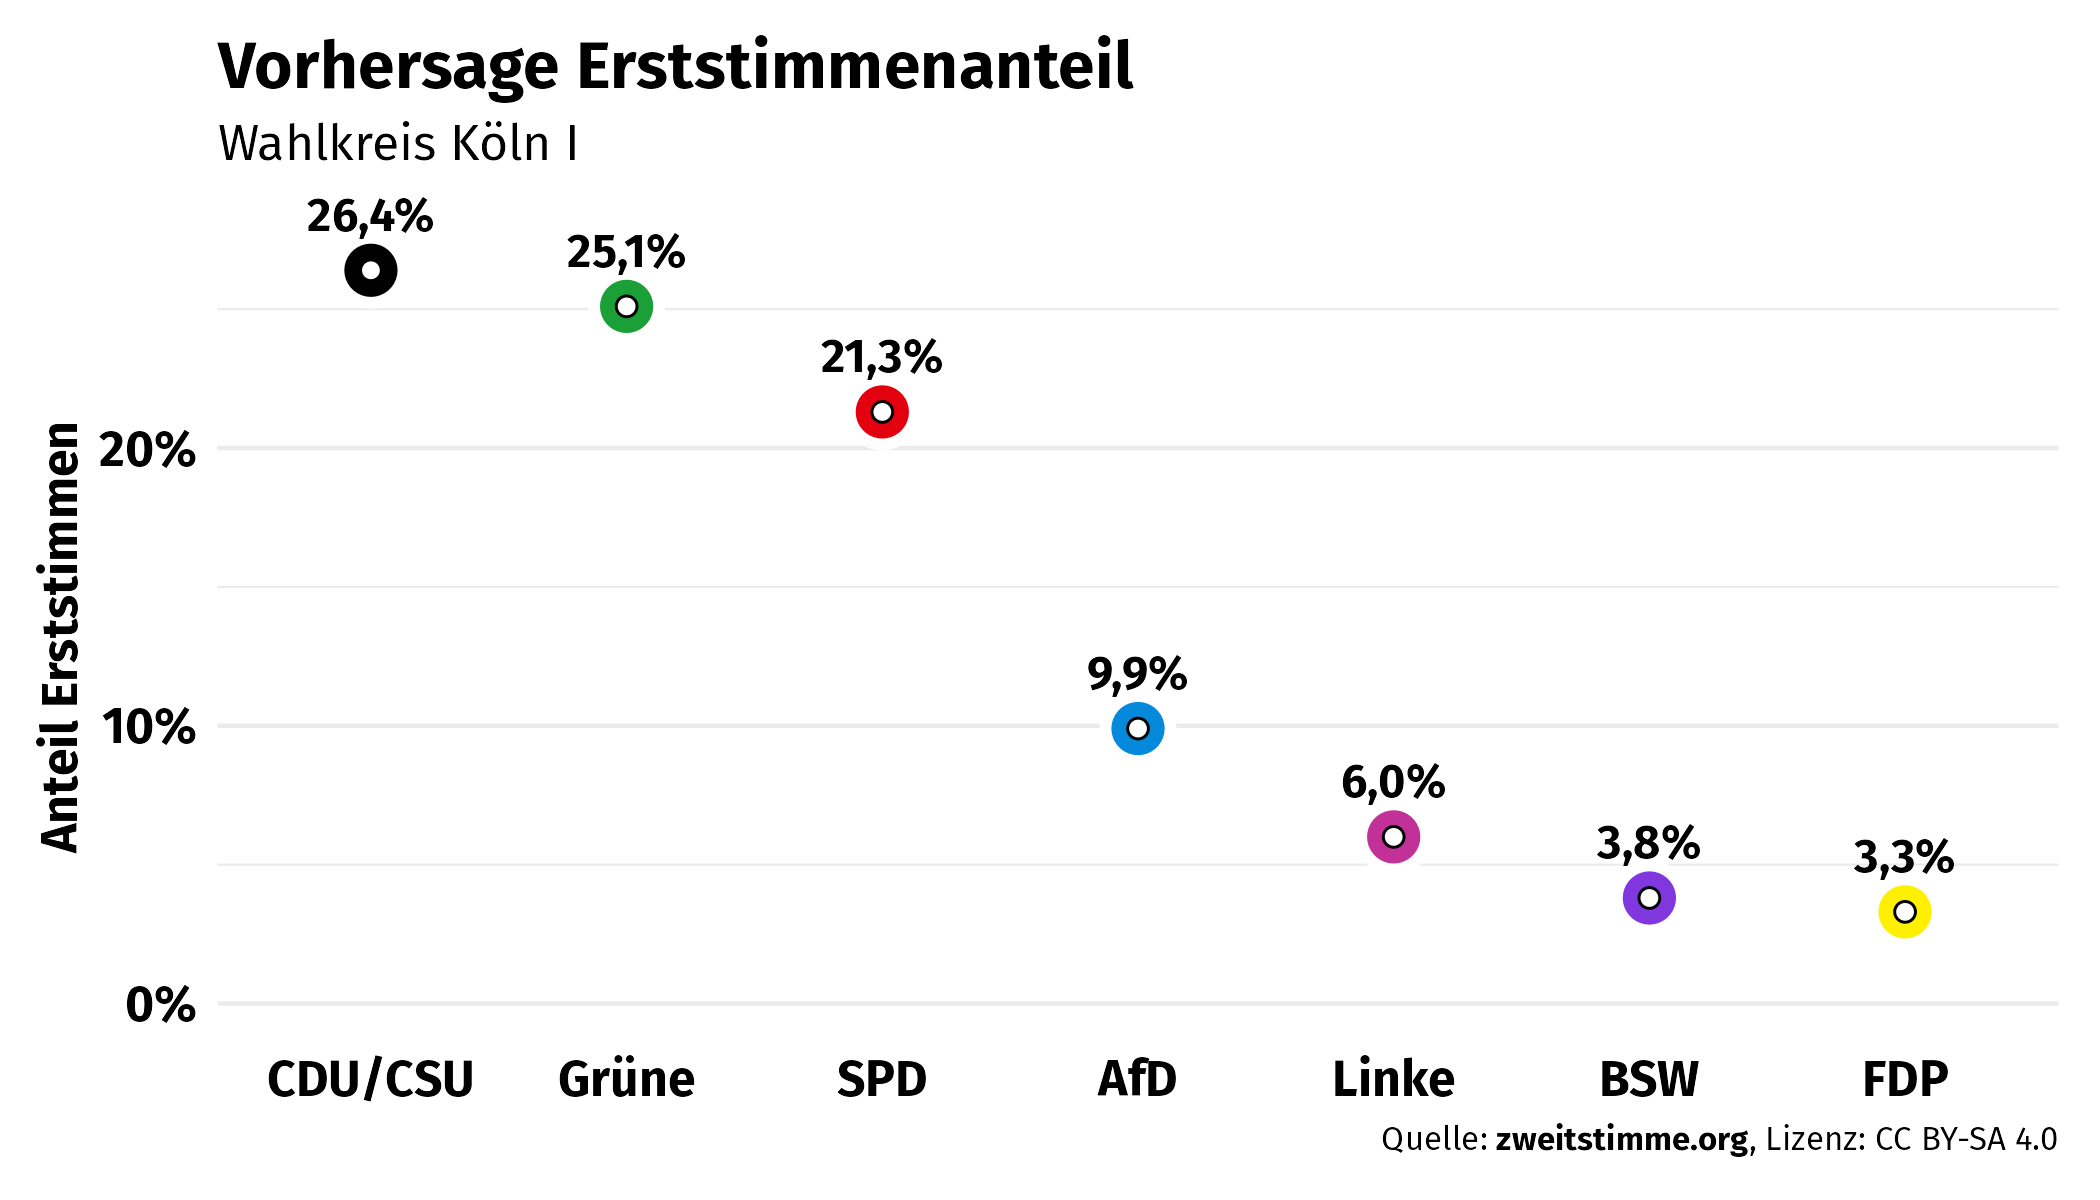 Vorhersage Erststimmenanteil
Wahlkreis Köln I
26,4%
25,1%
21,3%
9,9%
6,0%
3,8%
3,3%
Anteil Erststimmen
20%
10%
0%
CDU/CSU Grüne SPD AfD Linke BSW FDP
Quelle: zweitstimme.org, Lizenz: CC BY-SA 4.0